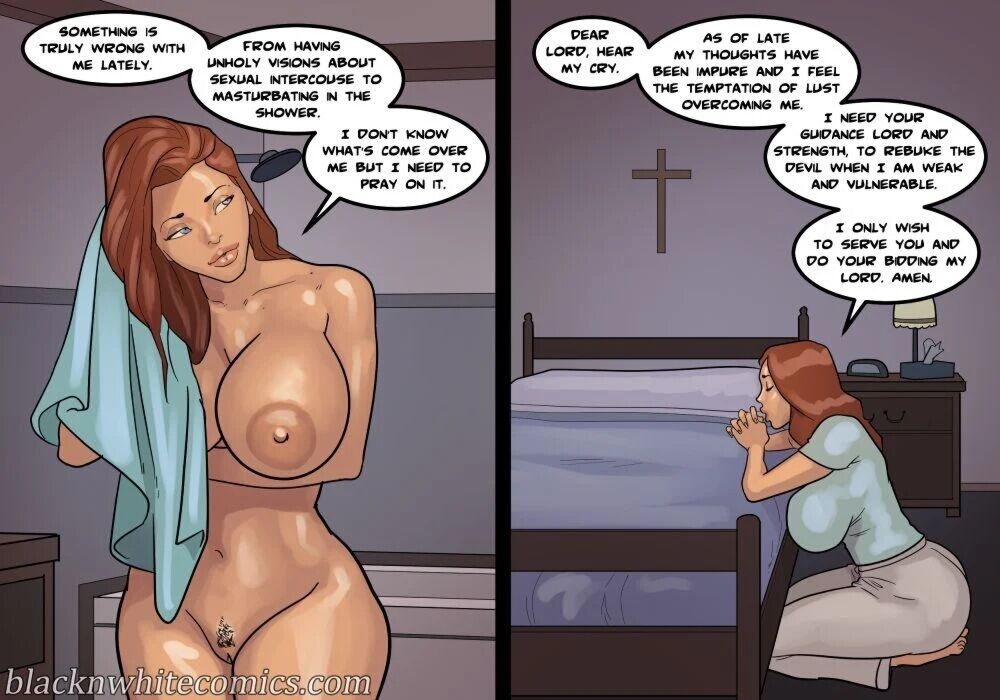 SOMETHING IS
TRULY WRONG WITH
ME LATELY.
FROM HAVING
UNHOLY VISIONS ABOUT
SEXUAL INTERCOUSE TO
MASTURBATING IN THE
SHOWER.
I DON'T KNOW
WHAT'S COME OVER
ME BUT I NEED TO
PRAY ON IT.
DEAR
LORD, HEAR
MY CRY.
AS OF LATE
MY THOUGHTS HAVE
BEEN IMPURE AND I FEEL
THE TEMPTATION OF LUST
OVERCOMING ME.
I NEED YOUR
GUIDANCE LORD AND
STRENGTH, TO REBUKE THE
DEVIL WHEN I AM WEAK
AND VULNERABLE.
I ONLY WISH
TO SERVE YOU AND
DO YOUR BIDDING MY
LORD. AMEN.
blacknwhitecomics.com